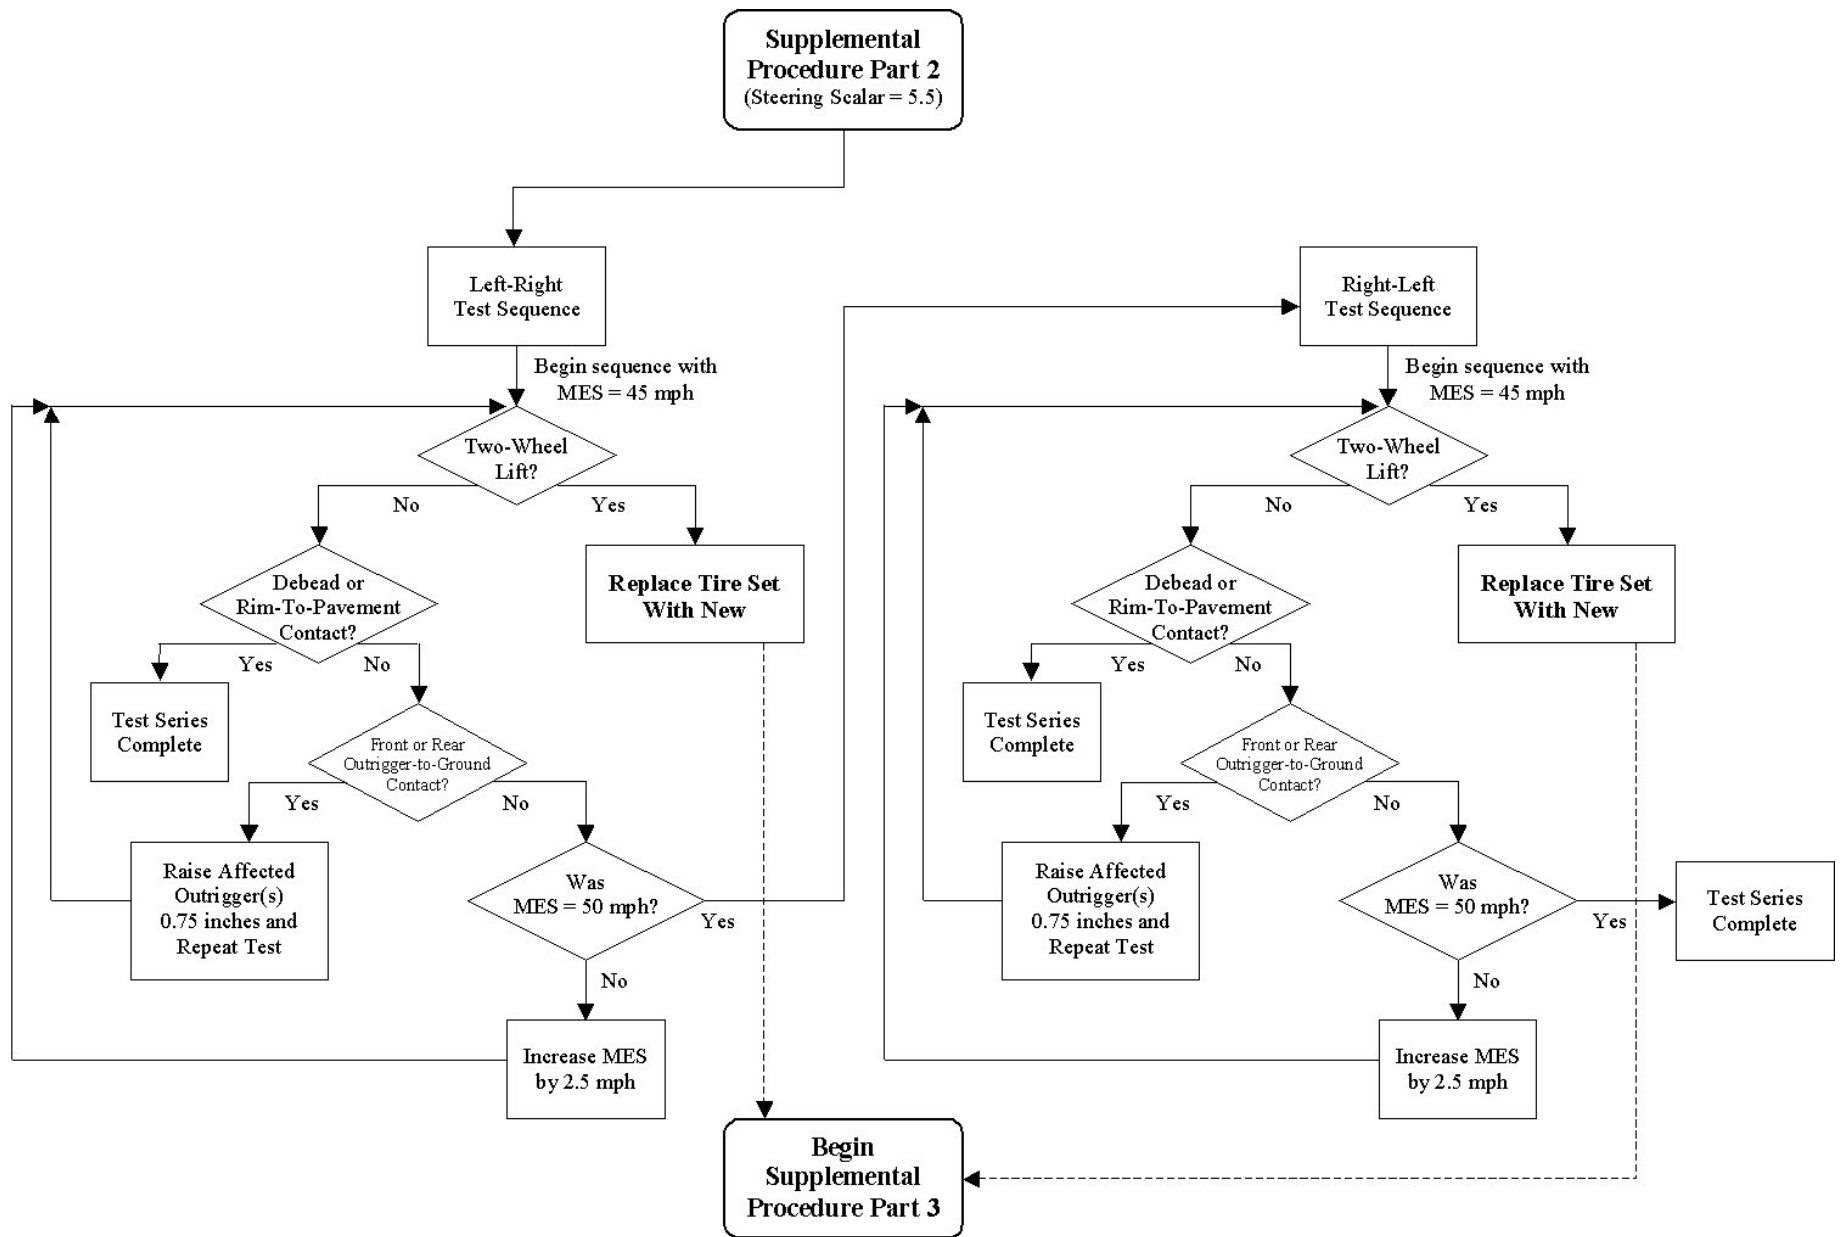 Supplemental
Procedure Part 2
(Steering Scalar = 5.5)
Left-Right
Test Sequence
Begin sequence with
MES = 45 mph
Two-Wheel
Lift?
No
Yes
Debead or
Rim-To-Pavement
Contact?
Replace Tire Set
With New
Yes
No
Test Series
Complete
Front or Rear
Outrigger-to-Ground
Contact?
Yes
No
Raise Affected
Outrigger(s)
0.75 inches and
Repeat Test
Was
MES = 50 mph?
Yes
No
Increase MES
by 2.5 mph
Right-Left
Test Sequence
Begin sequence with
MES = 45 mph
Two-Wheel
Lift?
No
Yes
Debead or
Rim-To-Pavement
Contact?
Replace Tire Set
With New
Yes
No
Test Series
Complete
Front or Rear
Outrigger-to-Ground
Contact?
Yes
No
Raise Affected
Outrigger(s)
0.75 inches and
Repeat Test
Was
MES = 50 mph?
Yes
Test Series
Complete
No
Increase MES
by 2.5 mph
Begin
Supplemental
Procedure Part 3